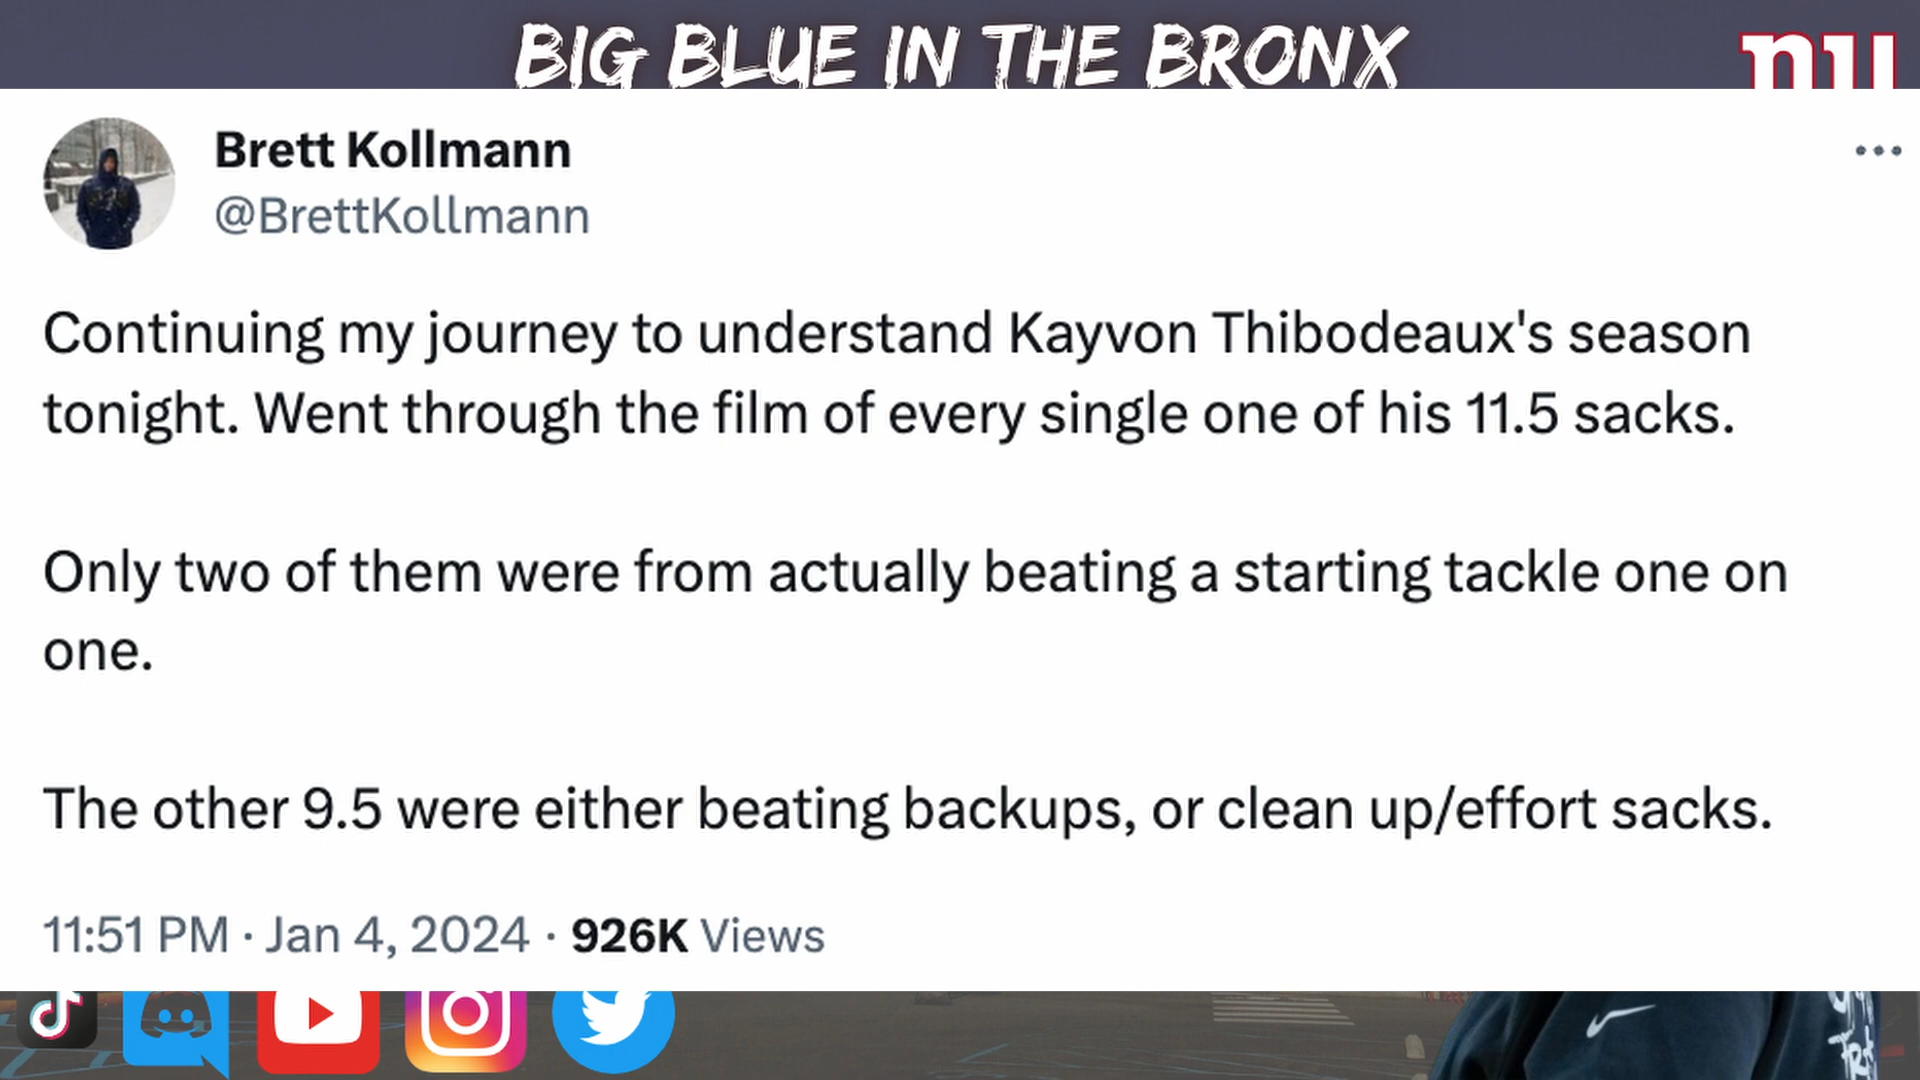 BIG BLUE IN THE BRONX
ny
Brett Kollmann
@BrettKollmann
Continuing my journey to understand Kayvon Thibodeaux's season
tonight. Went through the film of every single one of his 11.5 sacks.
Only two of them were from actually beating a starting tackle one on
one.
The other 9.5 were either beating backups, or clean up/effort sacks.
11:51 PM · Jan 4, 2024 · 926K Views